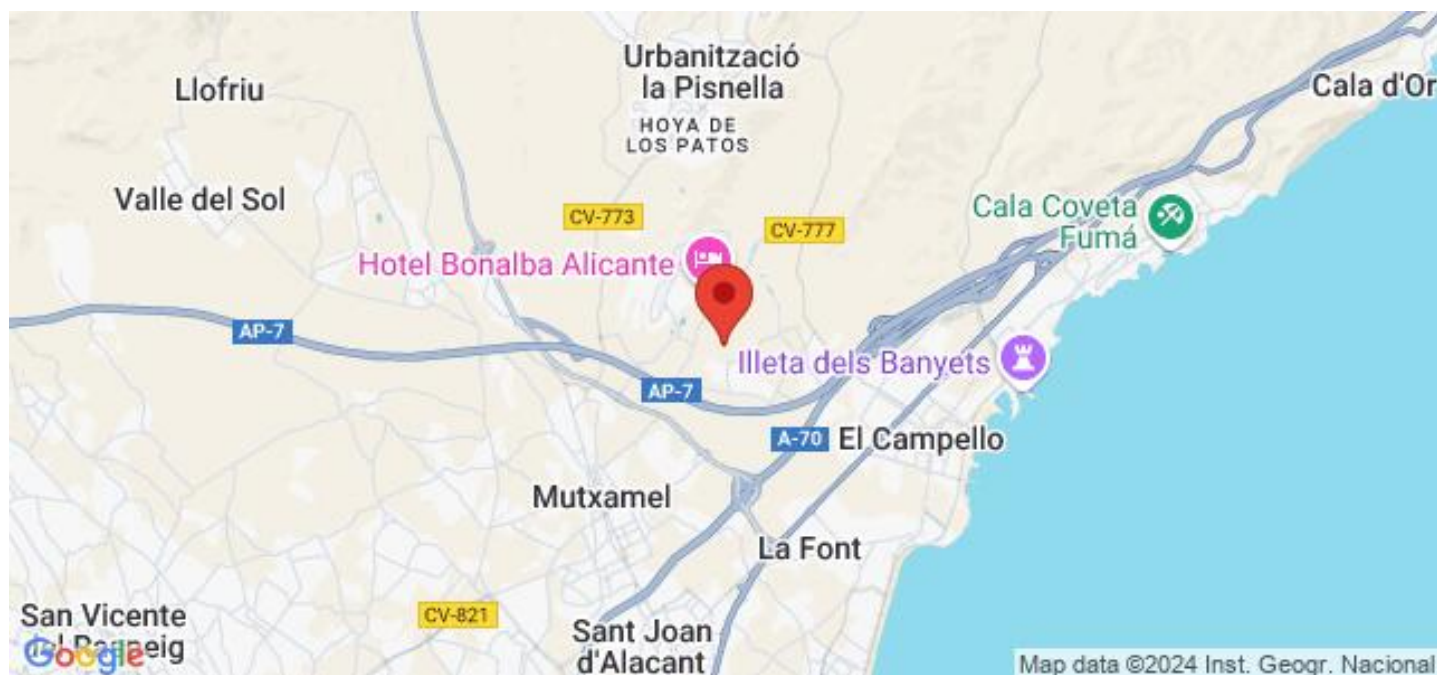 Urbanització
la Pisnella
Llofriu
Cala d'Or
HOYA DE
LOS PATOS
Valle del Sol
CV-773
Cala Coveta
Fumá
CV-777
Hotel Bonalba Alicante
AP-7
Illeta dels Banyets
AP-7
A-70
El Campello
Mutxamel
La Font
San Vicente
CV-821
Sant Joan
d'Alacant
Google
Map data ©2024 Inst. Geogr. Nacional